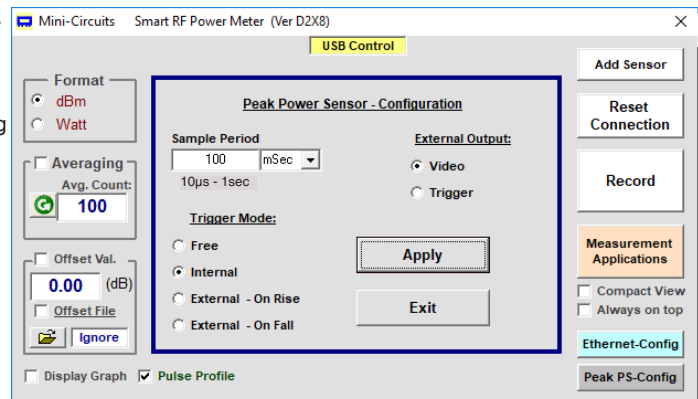 Mini-Circuits Smart RF Power Meter (Ver D2X8)
USB Control
Format
dBm
Watt
Averaging
Avg. Count:
100
Offset Val.
0.00 (dB)
Offset File
Ignore
Display Graph Pulse Profile
Peak Power Sensor - Configuration
Sample Period
100 mSec
10µs - 1sec
Trigger Mode:
Free
Internal
External - On Rise
External - On Fall
External Output:
Video
Trigger
Apply
Exit
Add Sensor
Reset
Connection
Record
Measurement
Applications
Compact View
Always on top
Ethernet-Config
Peak PS-Config